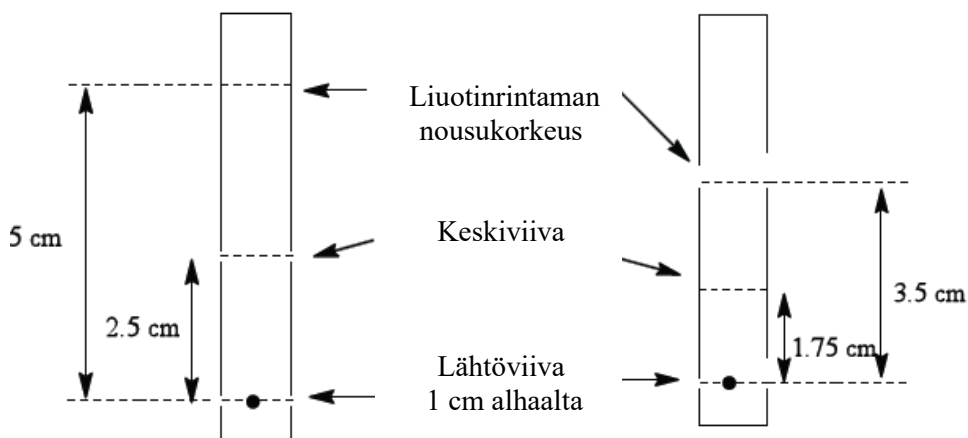 Liuotinrintaman
nousukorkeus
5 cm
Keskiviiva
2.5 cm
3.5 cm
1.75 cm
Lähtöviiva
1 cm alhaalta